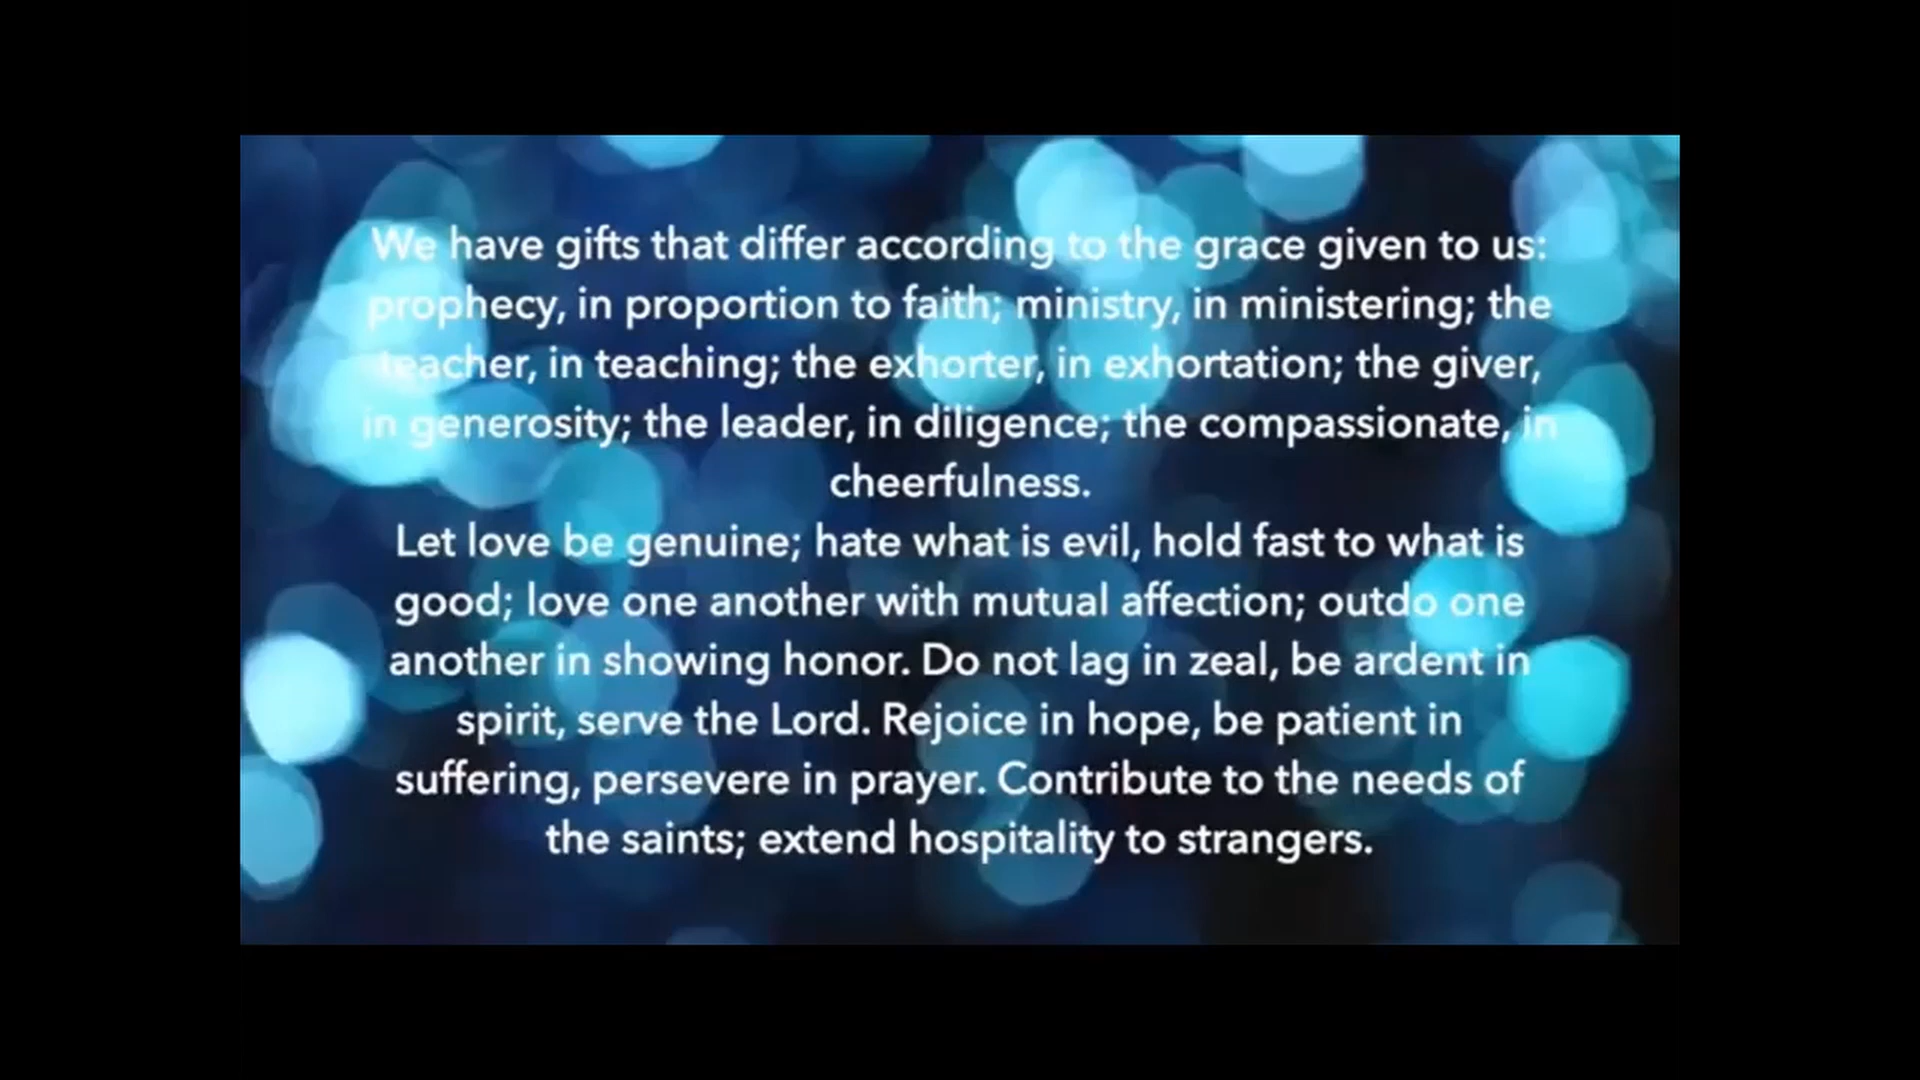 We have gifts that differ according to the grace given to us:
prophecy, in proportion to faith; ministry, in ministering; the
teacher, in teaching; the exhorter, in exhortation; the giver,
in generosity; the leader, in diligence; the compassionate, in
cheerfulness.
Let love be genuine; hate what is evil, hold fast to what is
good; love one another with mutual affection; outdo one
another in showing honor. Do not lag in zeal, be ardent in
spirit, serve the Lord. Rejoice in hope, be patient in
suffering, persevere in prayer. Contribute to the needs of
the saints; extend hospitality to strangers.